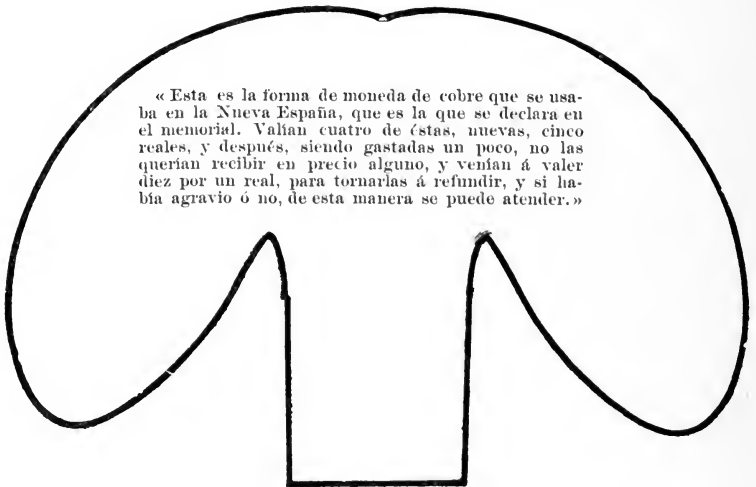 « Esta es la forma de moneda de cobre que se usa-
ba en la Nueva España, que es la que se declara en
el memorial. Valían cuatro de éstas, nuevas, cinco
reales, y después, siendo gastadas un poco, no las
querían recibir en precio alguno, y venían á valer
diez por un real, para tornarlas á refundir, y si ha-
bía agravio ó no, de esta manera se puede atender.»